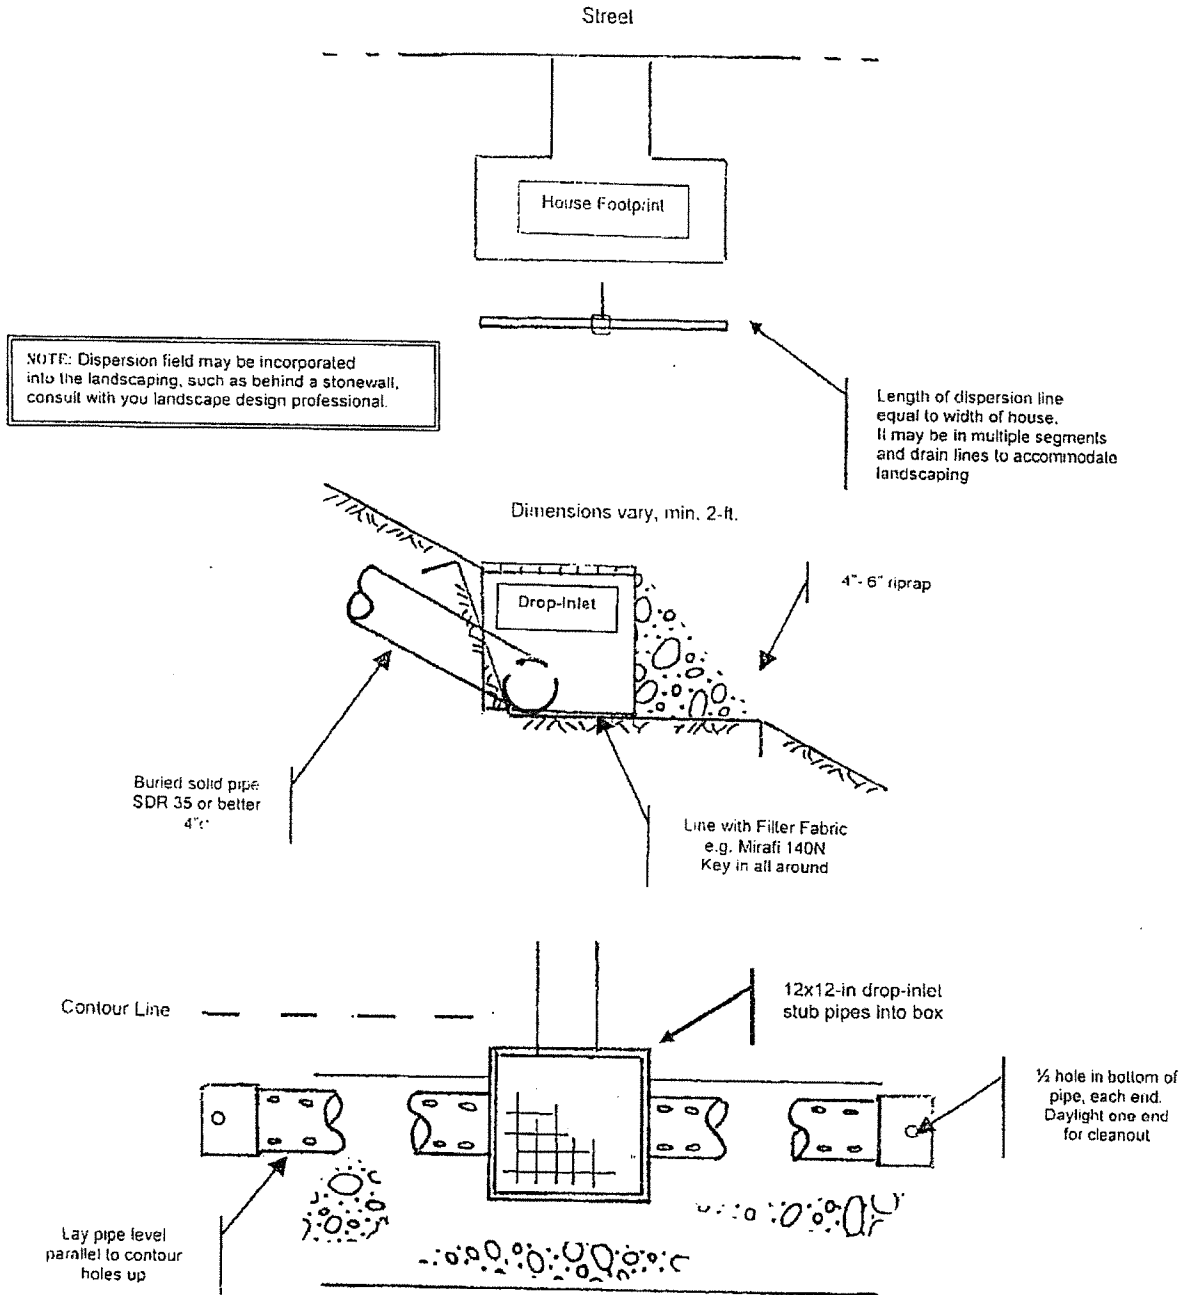 Street
House Footprint
NOTE: Dispersion field may be incorporated
into the landscaping, such as behind a stonewall,
consult with you landscape design professional.
Length of dispersion line
equal to width of house.
It may be in multiple segments
and drain lines to accommodate
landscaping
Dimensions vary, min. 2-ft.
Drop-Inlet
4"- 6" riprap
Buried solid pipe
SDR 35 or better
4"
Line with Filter Fabric
e.g. Mirafi 140N
Key in all around
Contour Line
12x12-in drop-inlet
stub pipes into box
½ hole in bottom of
pipe, each end.
Daylight one end
for cleanout
Lay pipe level
parallel to contour
holes up